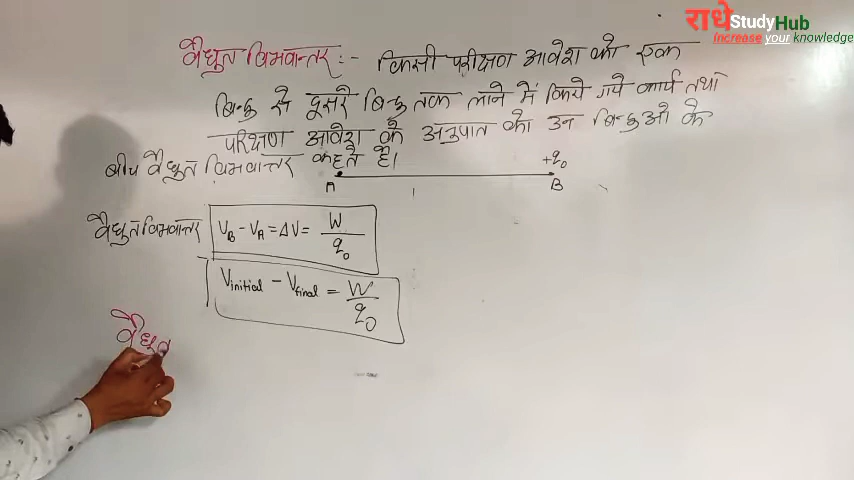 राधे StudyHub
Increase your knowledge
वैधुत विभवान्तर :- किसी परीक्षण आवेश को एक
बिन्दु से दूसरे बिन्दु तक लाने में किये गये कार्य तथा
परिक्षण आवेश के अनुपात को उन बिन्दुओ के
बीच वैधुत विभवान्तर कहते है।
+q₀
A B
वैधुत विभवान्तर V_B - V_A = ΔV = W/q₀
V_initial - V_final = W/q₀
वैधुत